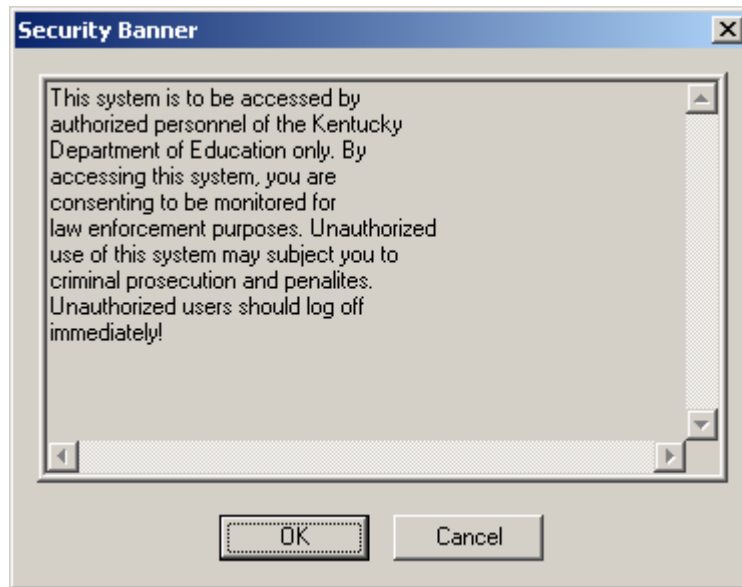 Security Banner
This system is to be accessed by
authorized personnel of the Kentucky
Department of Education only. By
accessing this system, you are
consenting to be monitored for
law enforcement purposes. Unauthorized
use of this system may subject you to
criminal prosecution and penalites.
Unauthorized users should log off
immediately!
OK
Cancel